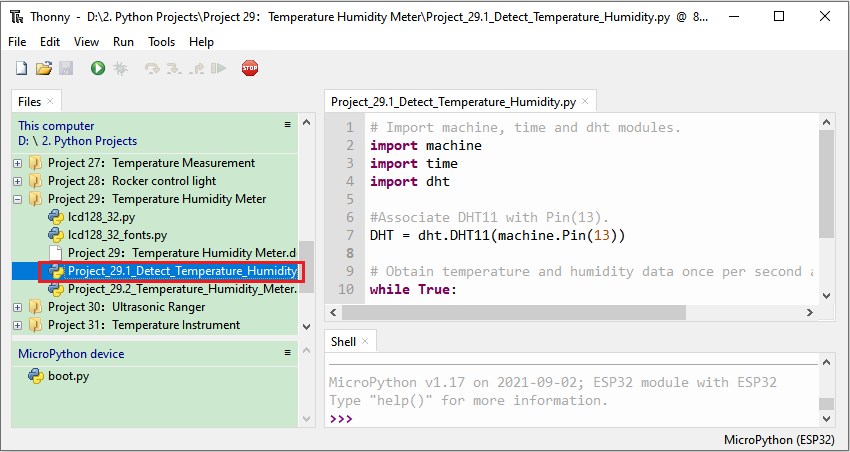 Thonny - D:\2. Python Projects\Project 29：Temperature Humidity Meter\Project_29.1_Detect_Temperature_Humidity.py @ 8...
File Edit View Run Tools Help
STOP
Files
This computer
D: \ 2. Python Projects
Project 27：Temperature Measurement
Project 28：Rocker control light
Project 29：Temperature Humidity Meter
lcd128_32.py
lcd128_32_fonts.py
Project 29：Temperature Humidity Meter.d
Project_29.1_Detect_Temperature_Humidity
Project_29.2_Temperature_Humidity_Meter.
Project 30：Ultrasonic Ranger
Project 31：Temperature Instrument
MicroPython device
boot.py
Project_29.1_Detect_Temperature_Humidity.py
1 # Import machine, time and dht modules.
2 import machine
3 import time
4 import dht
5
6 #Associate DHT11 with Pin(13).
7 DHT = dht.DHT11(machine.Pin(13))
8
9 # Obtain temperature and humidity data once per second a
10 while True:
Shell
MicroPython v1.17 on 2021-09-02; ESP32 module with ESP32
Type "help()" for more information.
>>>
MicroPython (ESP32)